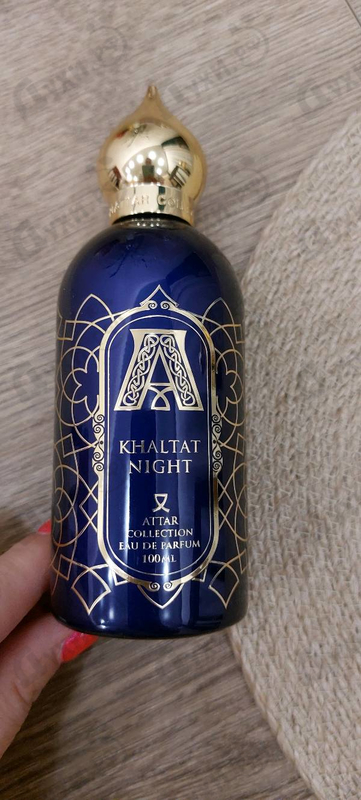 A
KHALTAT
NIGHT
ATTAR
COLLECTION
EAU DE PARFUM
100ML